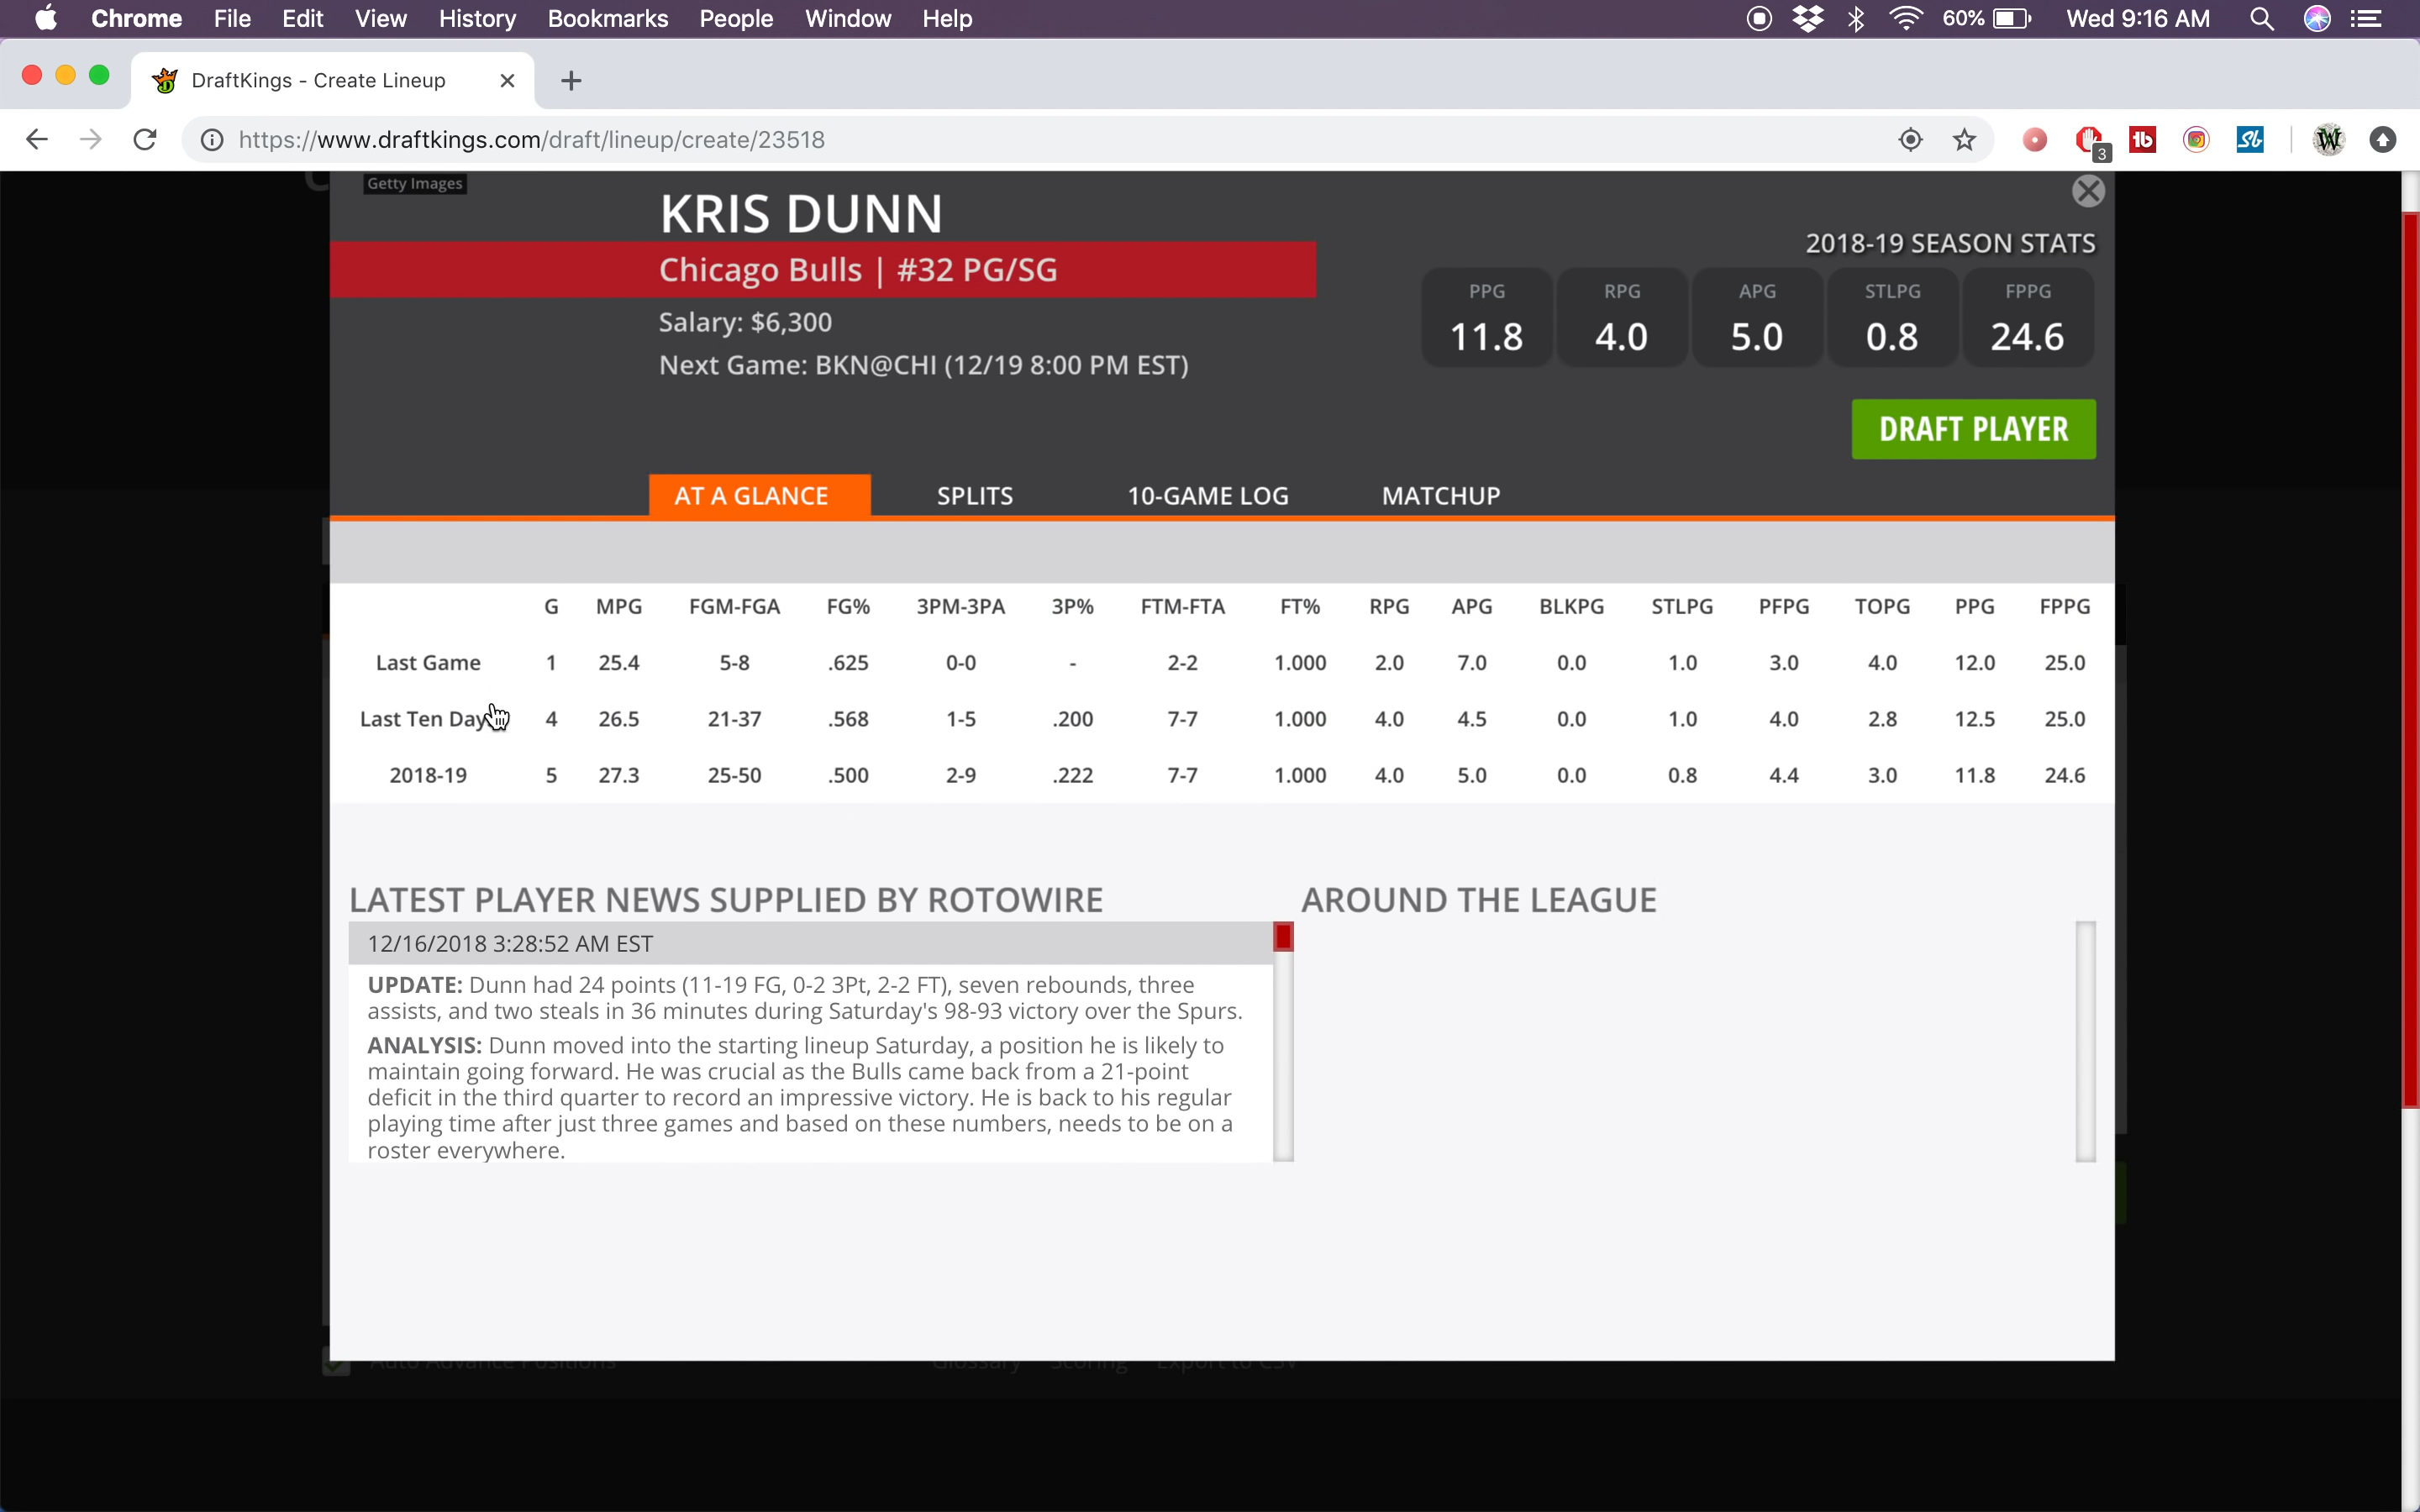 Chrome File Edit View History Bookmarks People Window Help 60% Wed 9:16 AM
DraftKings - Create Lineup
https://www.draftkings.com/draft/lineup/create/23518
3
Getty Images
KRIS DUNN
Chicago Bulls | #32 PG/SG
Salary: $6,300
Next Game: BKN@CHI (12/19 8:00 PM EST)
2018-19 SEASON STATS
PPG RPG APG STLPG FPPG
11.8 4.0 5.0 0.8 24.6
DRAFT PLAYER
AT A GLANCE SPLITS 10-GAME LOG MATCHUP
G MPG FGM-FGA FG% 3PM-3PA 3P% FTM-FTA FT% RPG APG BLKPG STLPG PFPG TOPG PPG FPPG
Last Game 1 25.4 5-8 .625 0-0 - 2-2 1.000 2.0 7.0 0.0 1.0 3.0 4.0 12.0 25.0
Last Ten Day 4 26.5 21-37 .568 1-5 .200 7-7 1.000 4.0 4.5 0.0 1.0 4.0 2.8 12.5 25.0
2018-19 5 27.3 25-50 .500 2-9 .222 7-7 1.000 4.0 5.0 0.0 0.8 4.4 3.0 11.8 24.6
LATEST PLAYER NEWS SUPPLIED BY ROTOWIRE
12/16/2018 3:28:52 AM EST
UPDATE: Dunn had 24 points (11-19 FG, 0-2 3Pt, 2-2 FT), seven rebounds, three
assists, and two steals in 36 minutes during Saturday's 98-93 victory over the Spurs.
ANALYSIS: Dunn moved into the starting lineup Saturday, a position he is likely to
maintain going forward. He was crucial as the Bulls came back from a 21-point
deficit in the third quarter to record an impressive victory. He is back to his regular
playing time after just three games and based on these numbers, needs to be on a
roster everywhere.
AROUND THE LEAGUE
Auto Advance Positions Glossary Scoring Export to CSV